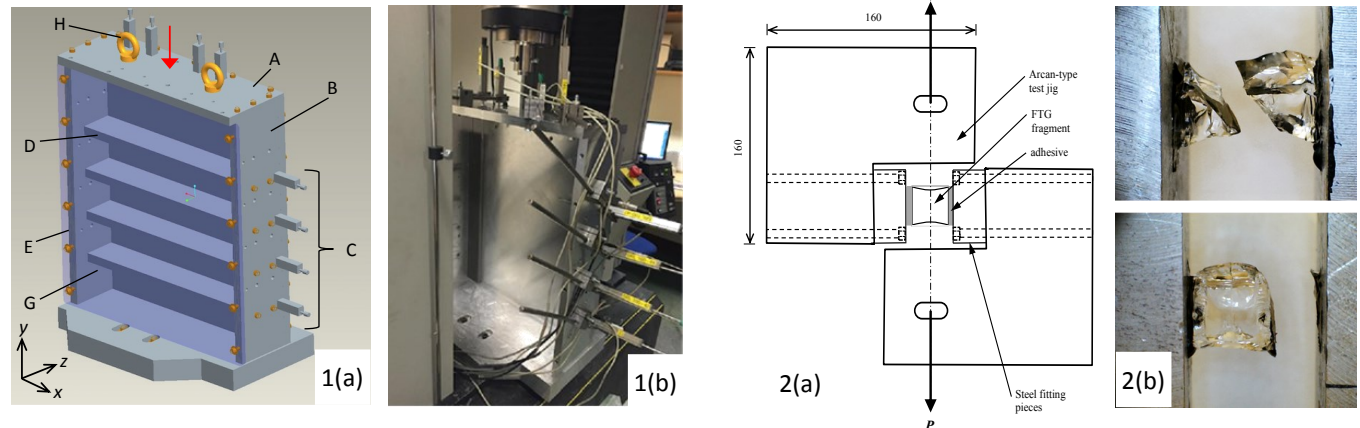 H
A
B
D
C
E
G
y
z
x
1(a)
1(b)
160
160
Arcan-type
test jig
FTG
fragment
adhesive
Steel fitting
pieces
P
2(a)
2(b)